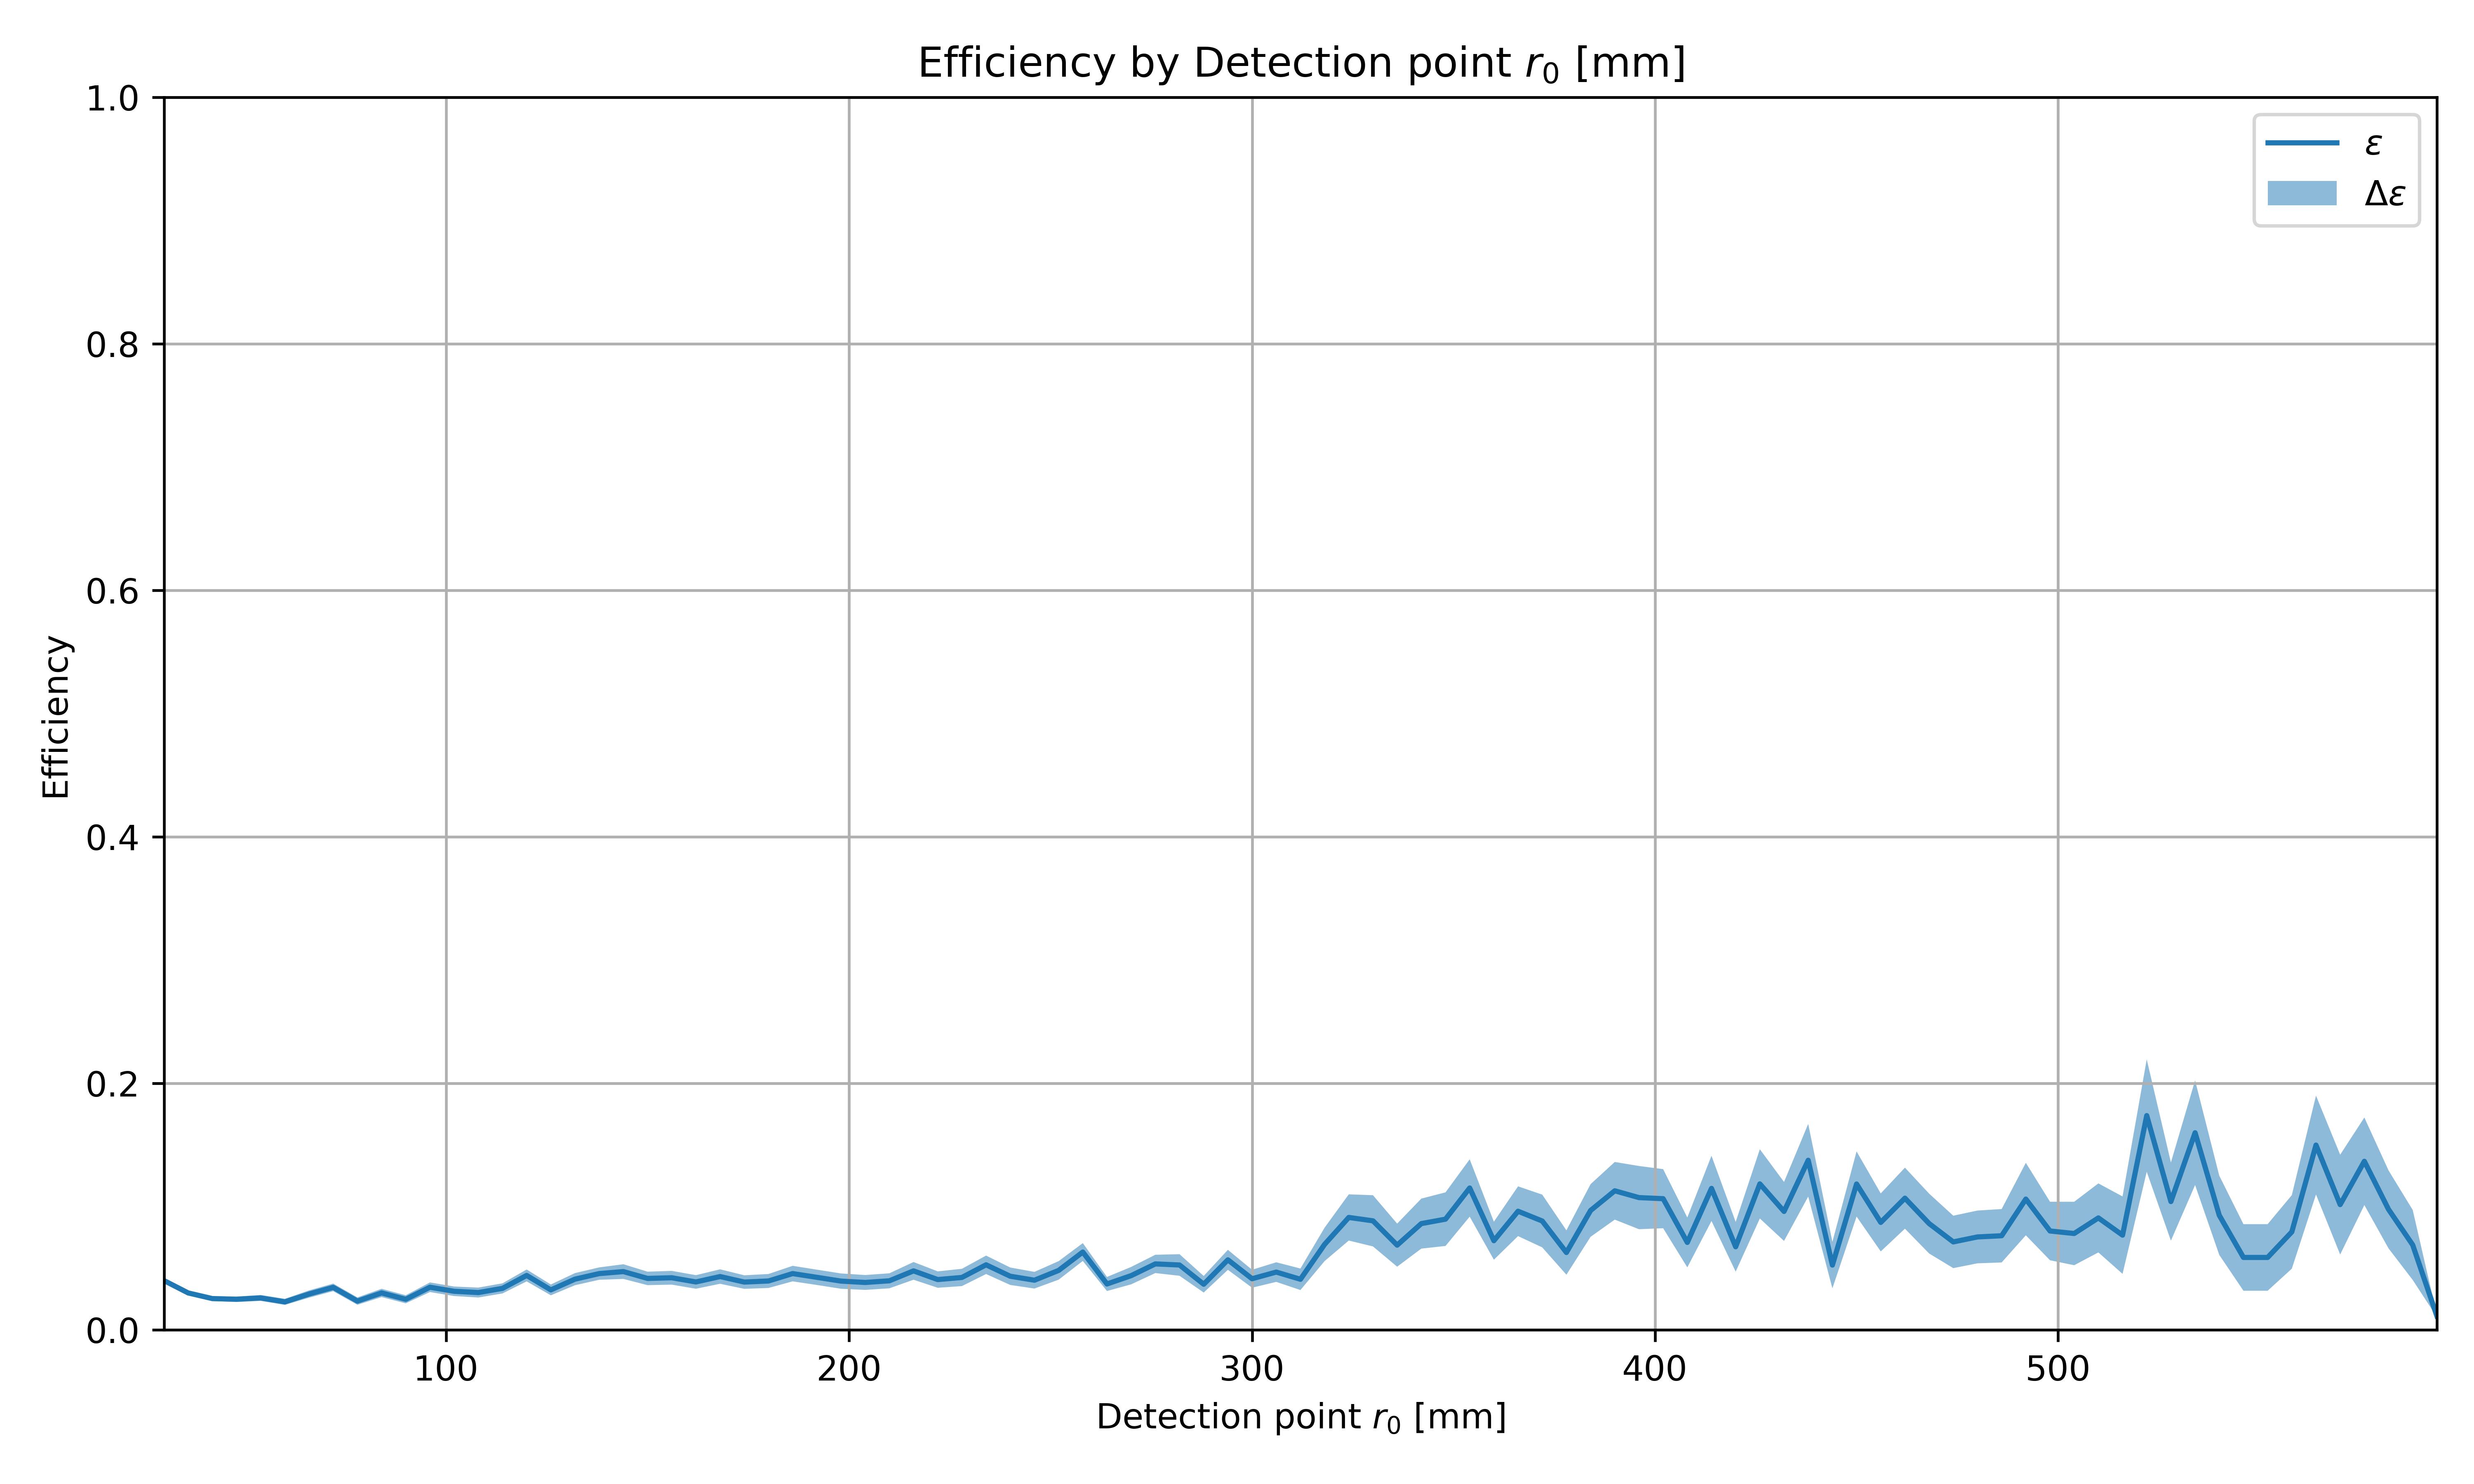 Efficiency by Detection point r₀ [mm]
1.0
0.8
0.6
0.4
0.2
0.0
Efficiency
ε
Δε
100 200 300 400 500
Detection point r₀ [mm]